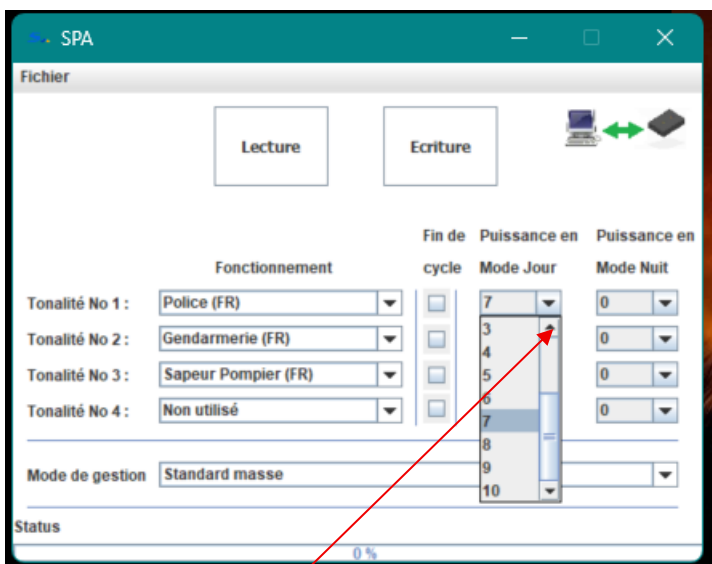 SPA
Fichier
Lecture Ecriture
Fin de Puissance en Puissance en
Fonctionnement cycle Mode Jour Mode Nuit
Tonalité No 1 : Police (FR) 7 0
3
Tonalité No 2 : Gendarmerie (FR) 0
4
Tonalité No 3 : Sapeur Pompier (FR) 5 0
6
Tonalité No 4 : Non utilisé 7 0
8
Mode de gestion Standard masse 9
10
Status
0 %